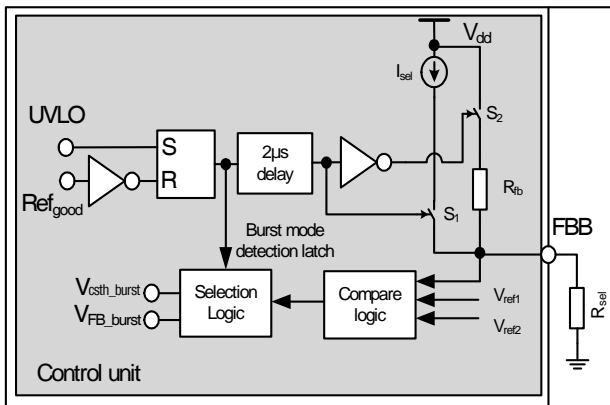 Vdd
Isel
UVLO
S2
S
2µs
delay
R
Refgood
Rfb
S1
FBB
Burst mode
detection latch
Vcsth_burst
Selection
Logic
Compare
logic
Vref1
VFB_burst
Vref2
Rsel
Control unit